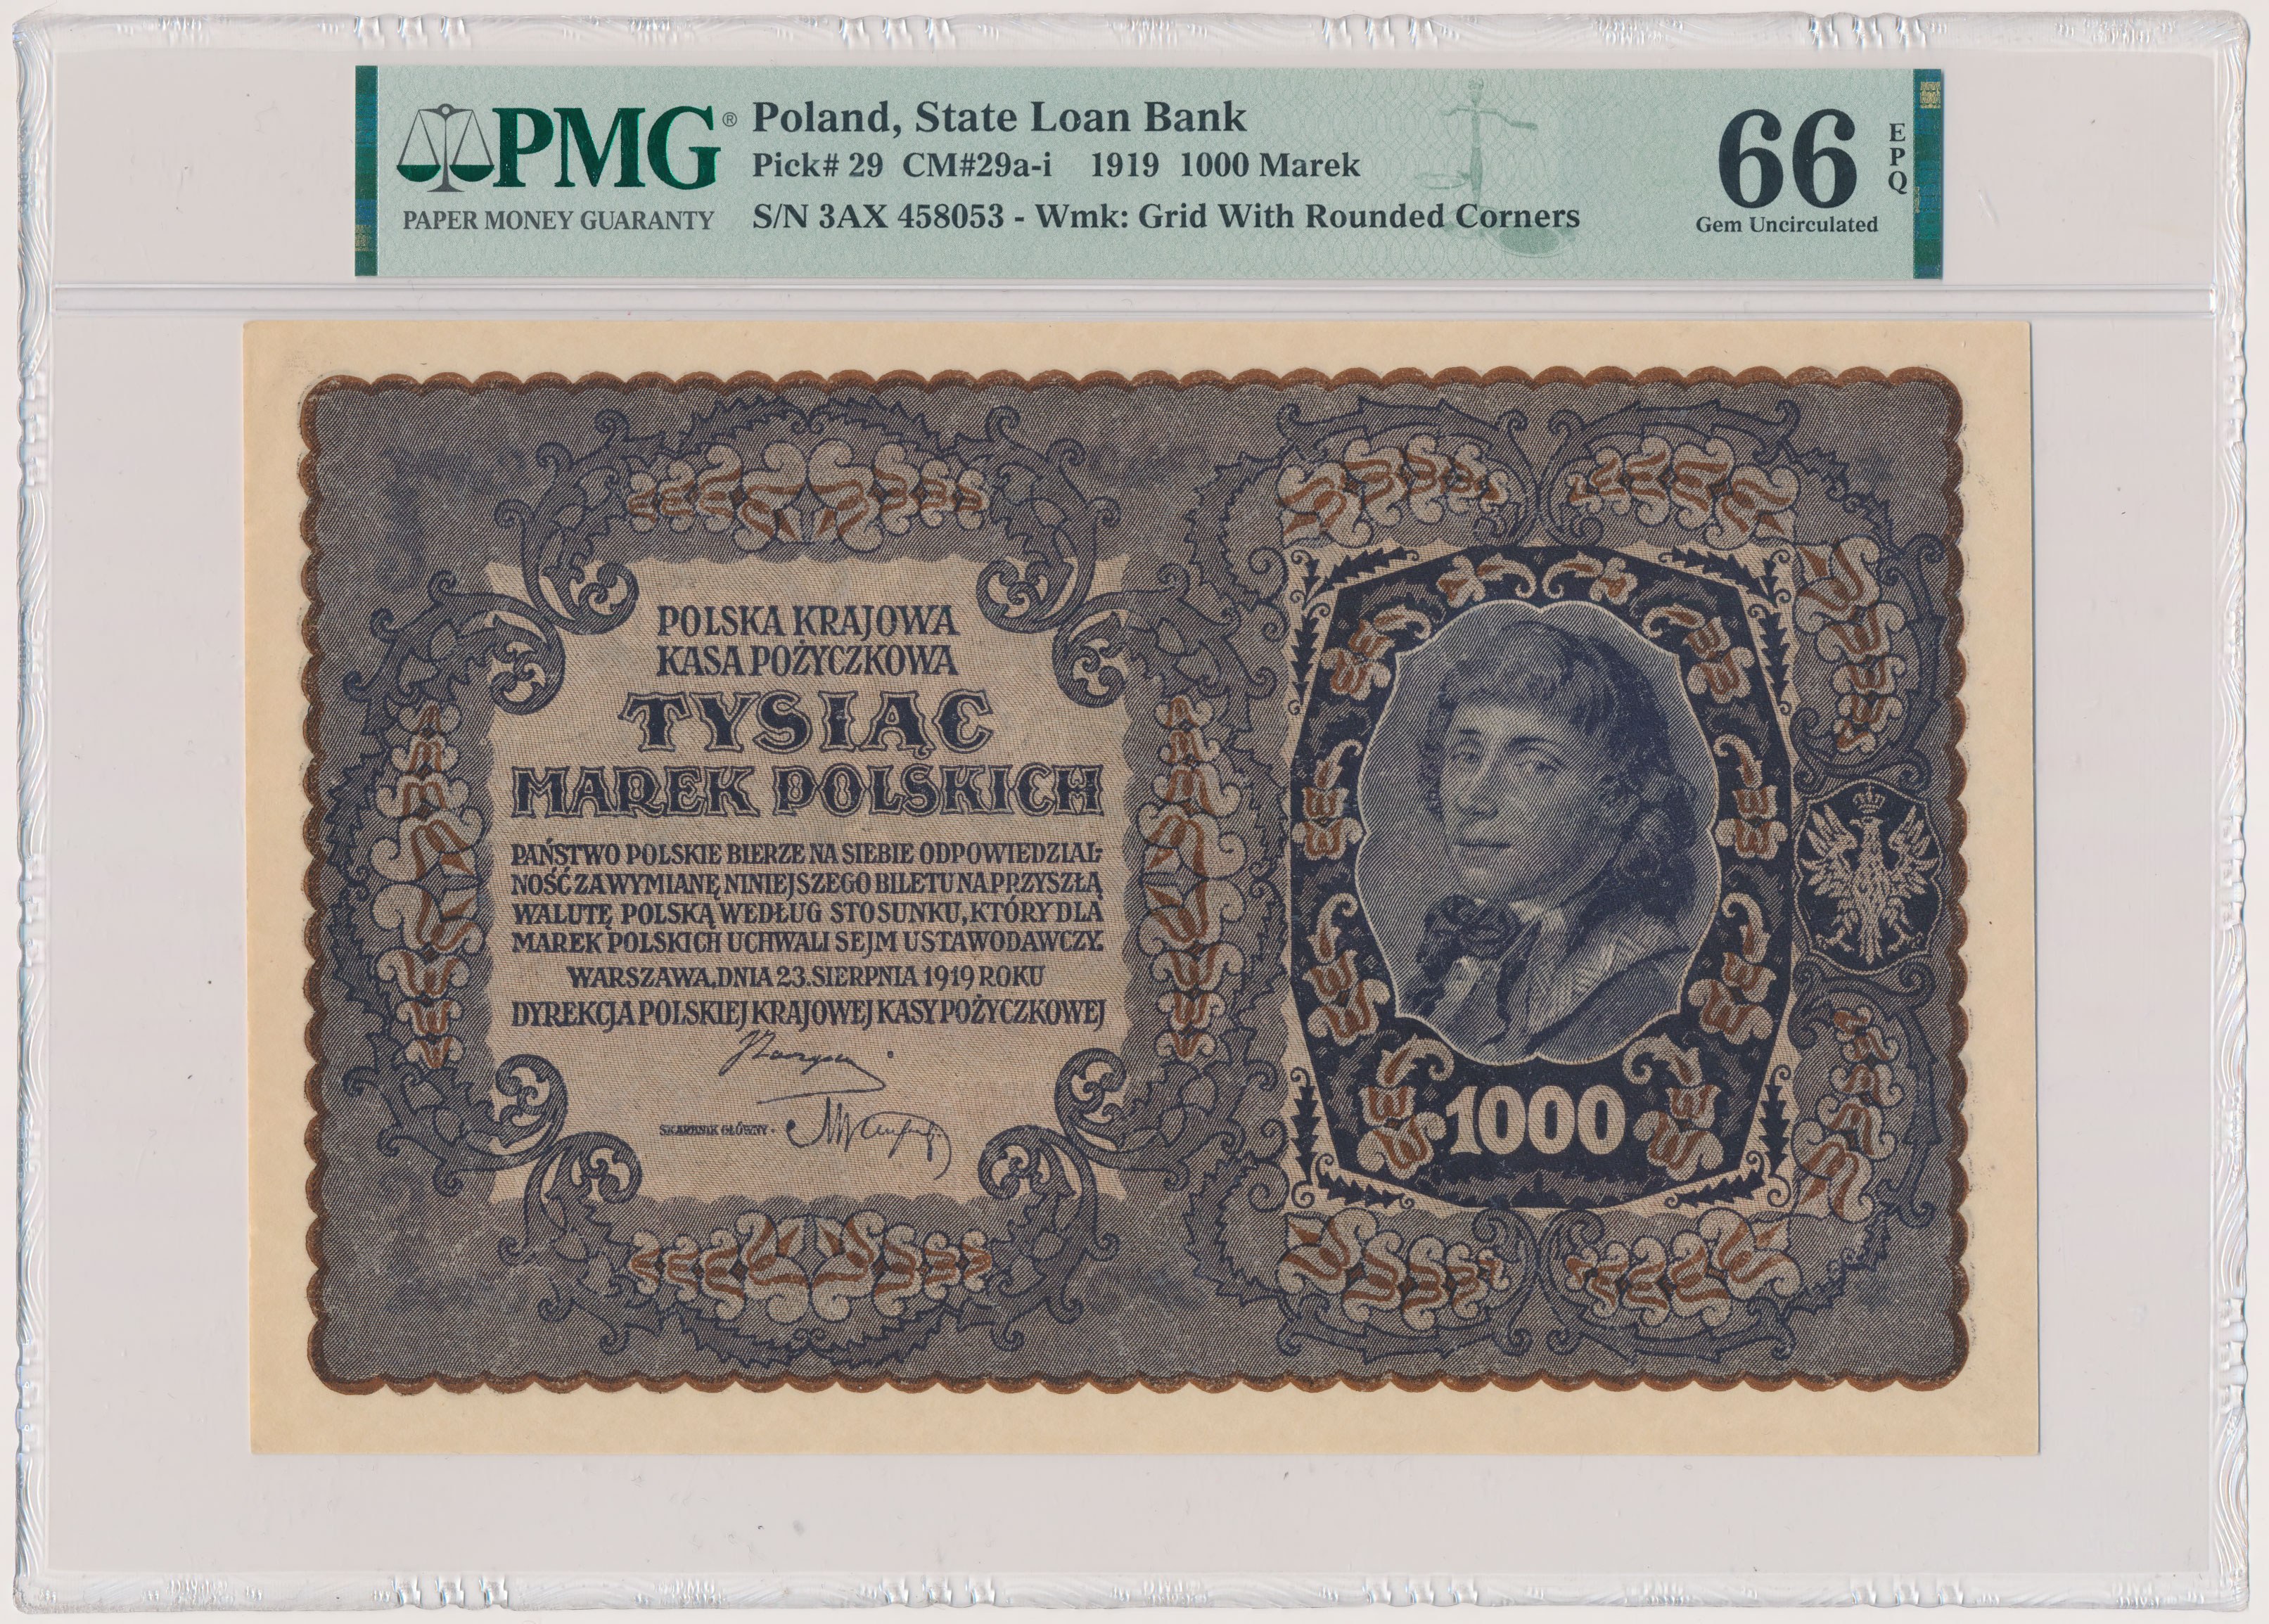 PMG®
PAPER MONEY GUARANTY
Poland, State Loan Bank
Pick# 29 CM#29a-i 1919 1000 Marek
S/N 3AX 458053 - Wmk: Grid With Rounded Corners
66
EPQ
Gem Uncirculated
POLSKA KRAJOWA
KASA POŻYCZKOWA
TYSIĄC
MAREK POLSKICH
PAŃSTWO POLSKIE BIERZE NA SIEBIE ODPOWIEDZIAL-
NOŚĆ ZA WYMIANĘ NINIEJSZEGO BILETU NA PRZYSZŁĄ
WALUTĘ POLSKĄ WEDŁUG STOSUNKU, KTÓRY DLA
MAREK POLSKICH UCHWALI SEJM USTAWODAWCZY.
WARSZAWA, DNIA 23. SIERPNIA 1919 ROKU
DYREKCJA POLSKIEJ KRAJOWEJ KASY POŻYCZKOWEJ
SKARBNIK GŁÓWNY.
1000